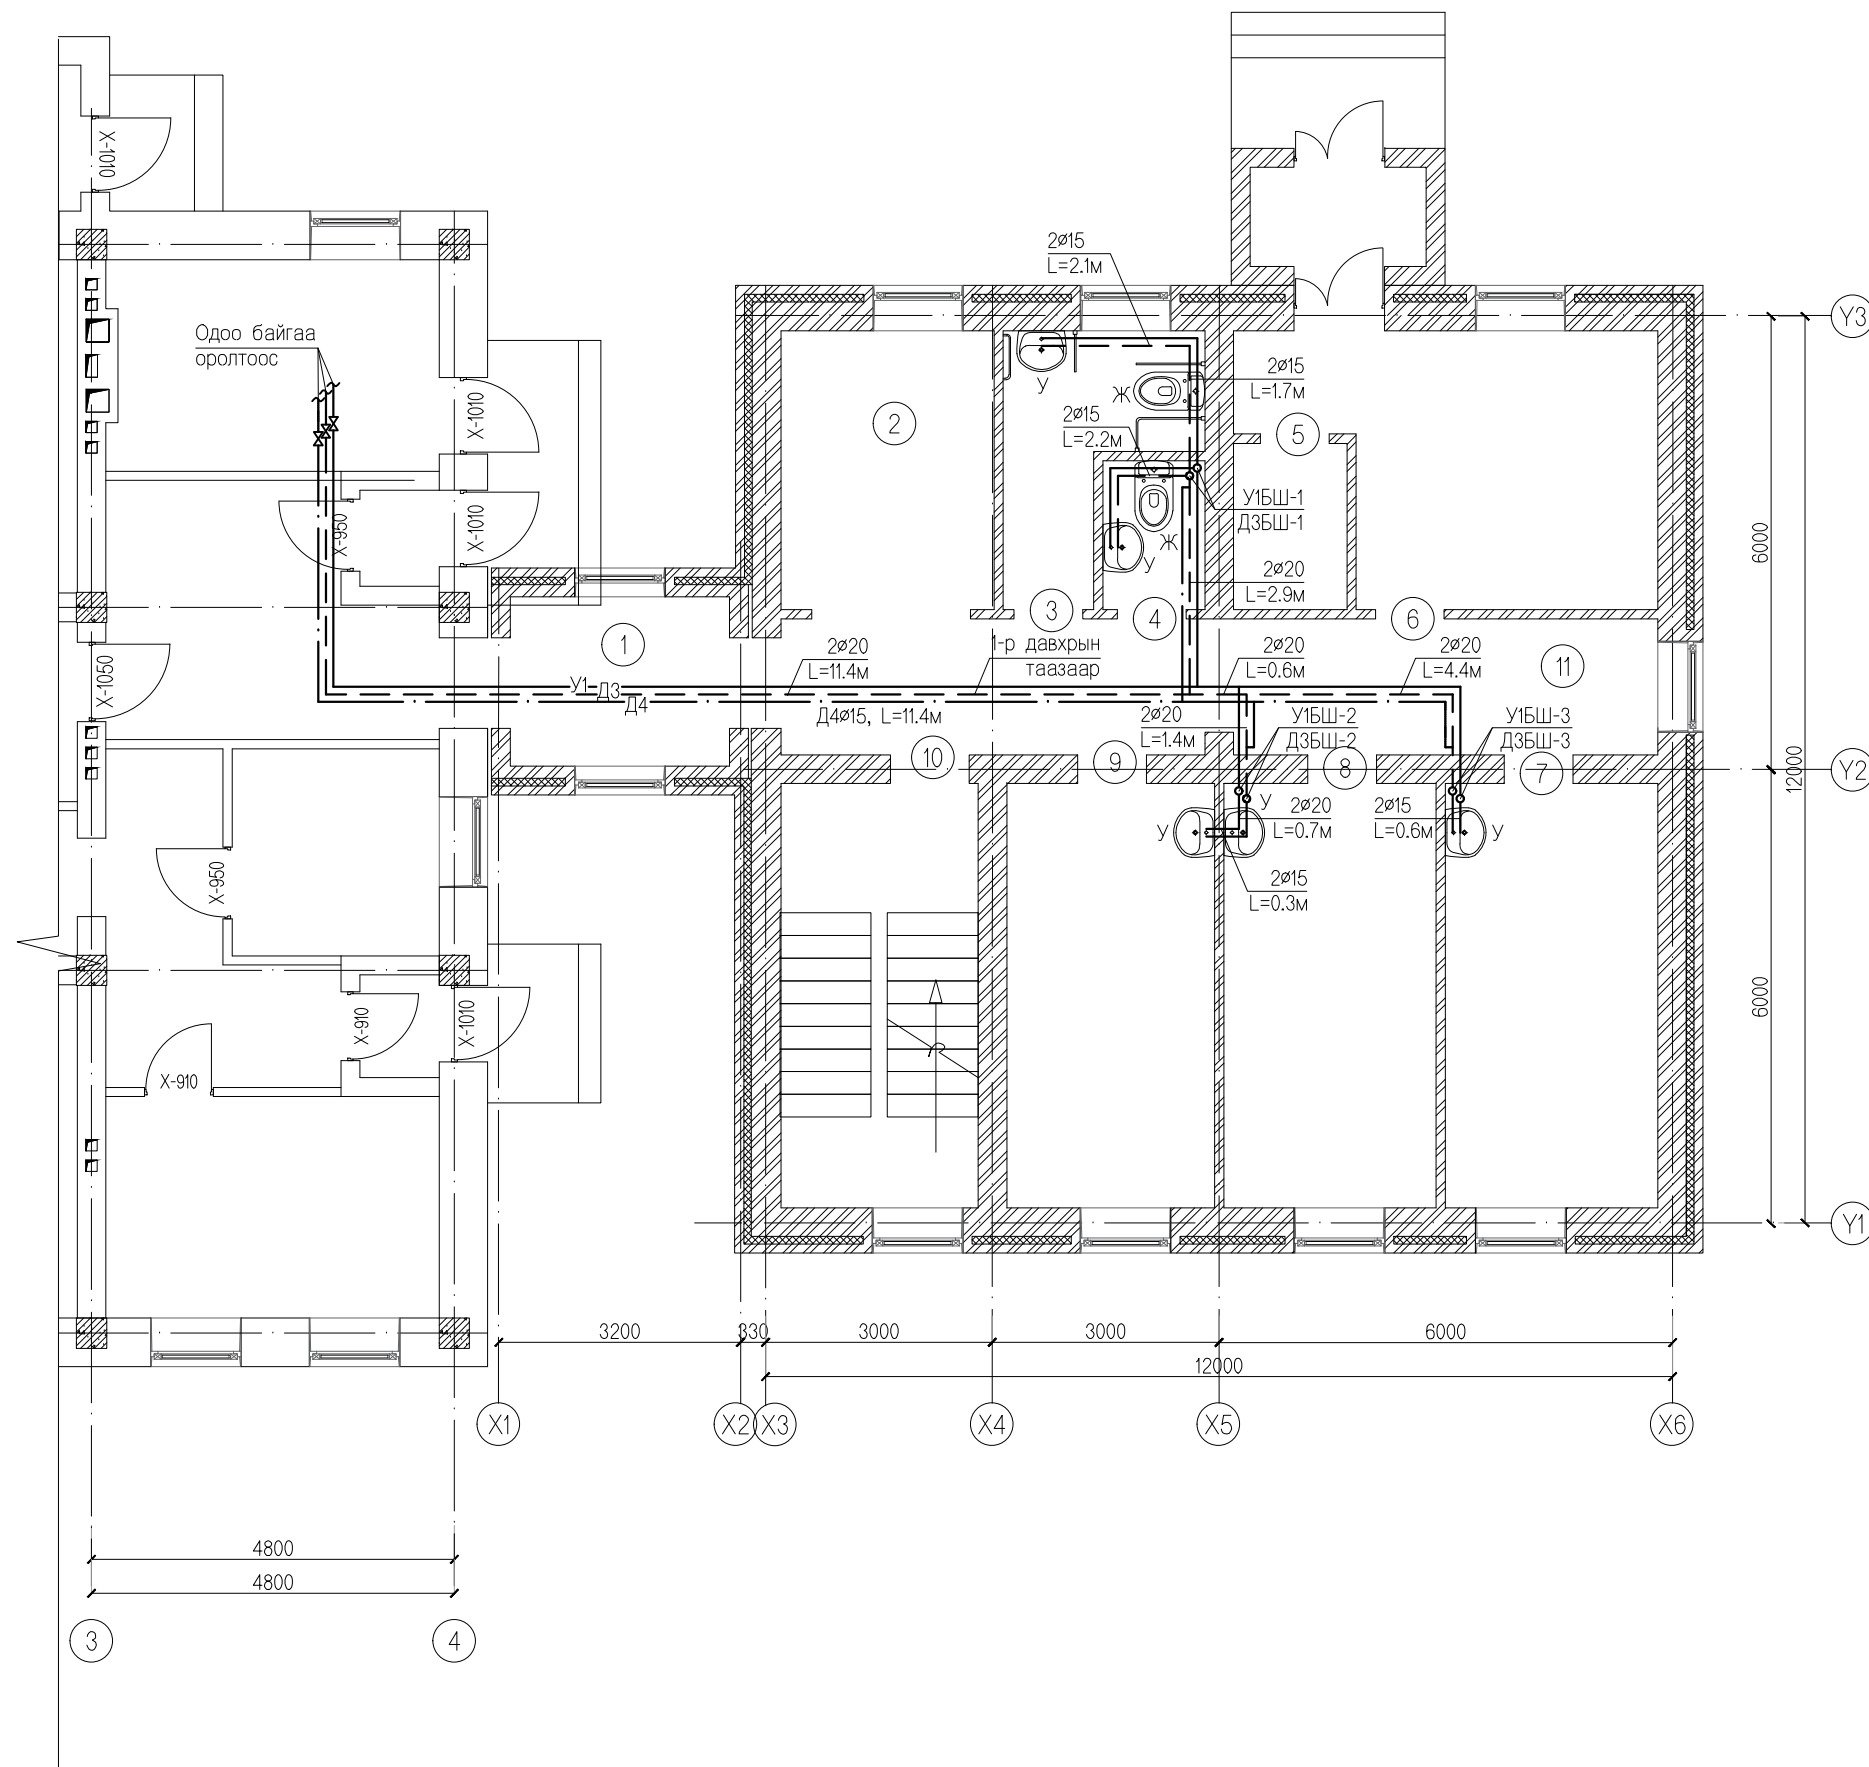 X-1010
2ø15
L=2.1м
Y3
Одоо байгаа
оролтоос
У
Ж
2ø15
L=1.7м
X-1010
2
2ø15
L=2.2м
5
У1БШ-1
Д3БШ-1
X-950
X-1010
Ж
У
6000
2ø20
L=2.9м
3
4
6
1
1-р давхрын
таазаар
2ø20
L=11.4м
2ø20
L=0.6м
2ø20
L=4.4м
11
X-1050
У1
Д3
Д4
Д4ø15, L=11.4м
2ø20
L=1.4м
У1БШ-2
Д3БШ-2
У1БШ-3
Д3БШ-3
10
9
8
7
12000
Y2
У
У
2ø20
L=0.7м
2ø15
L=0.6м
У
X-950
2ø15
L=0.3м
6000
X-910
X-1010
X-910
Y1
3200
330
3000
3000
6000
12000
X1
X2
X3
X4
X5
X6
4800
4800
3
4